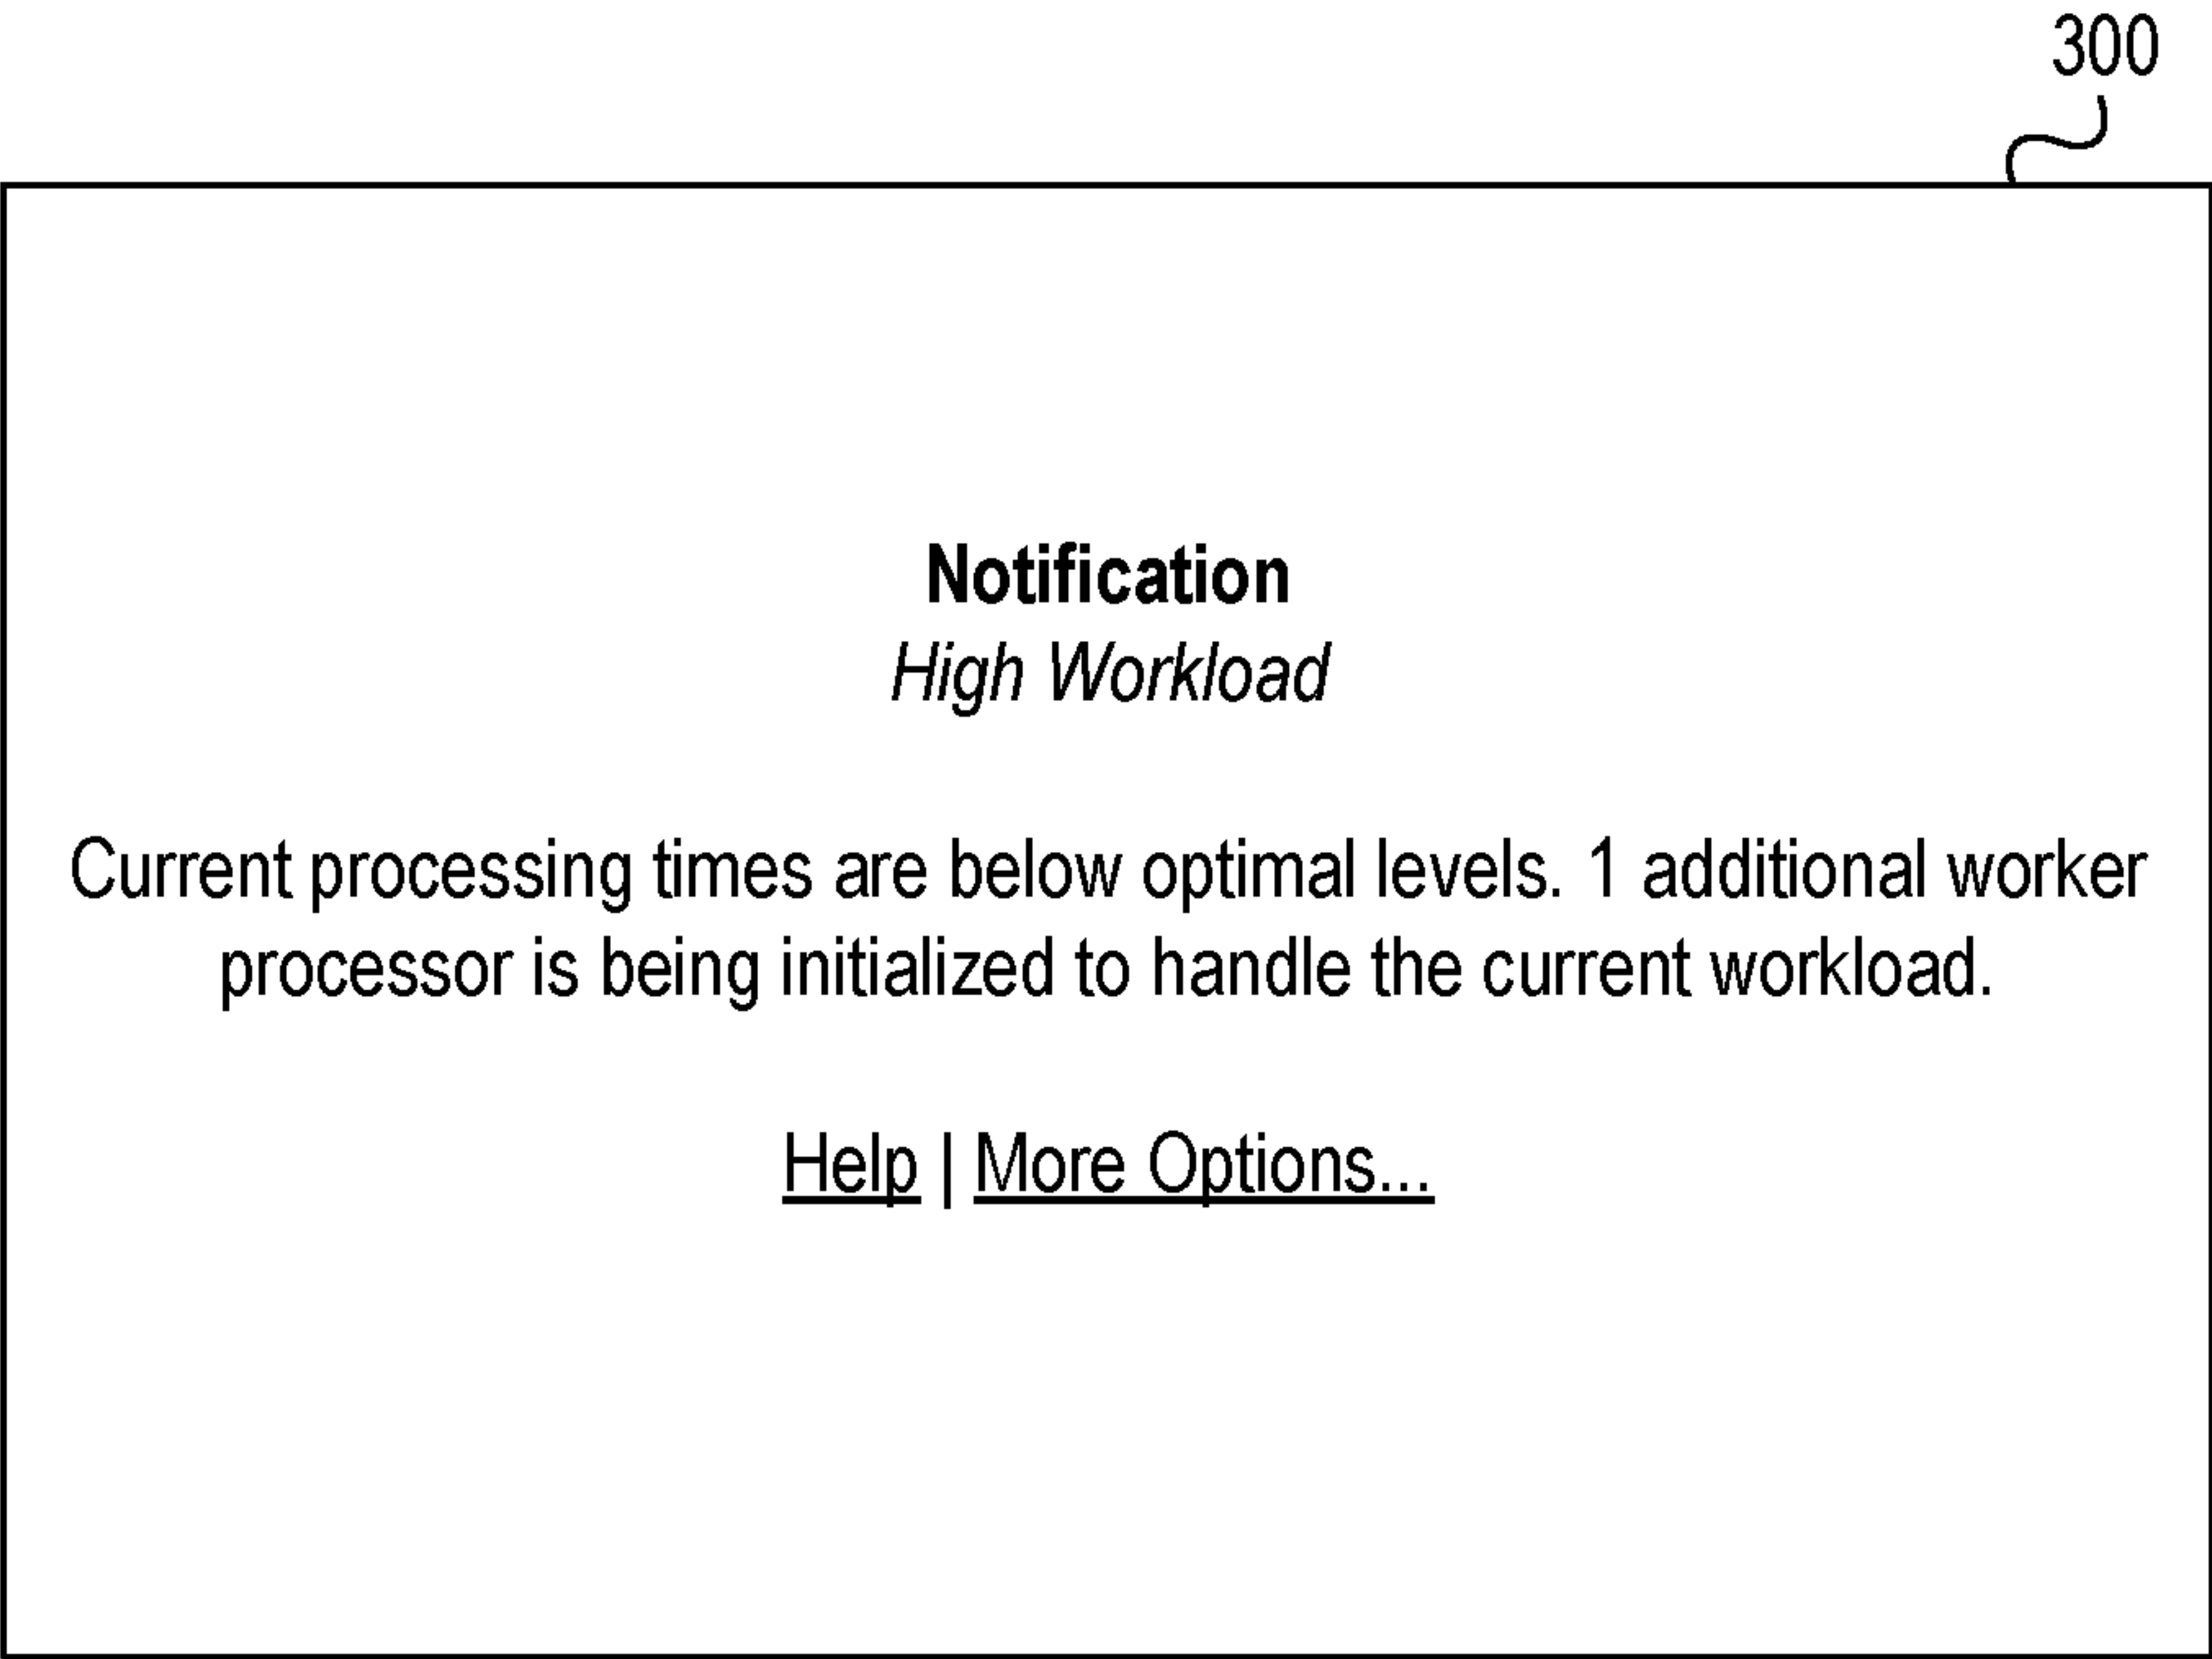 300
Notification
High Workload
Current processing times are below optimal levels. 1 additional worker
processor is being initialized to handle the current workload.
Help | More Options...